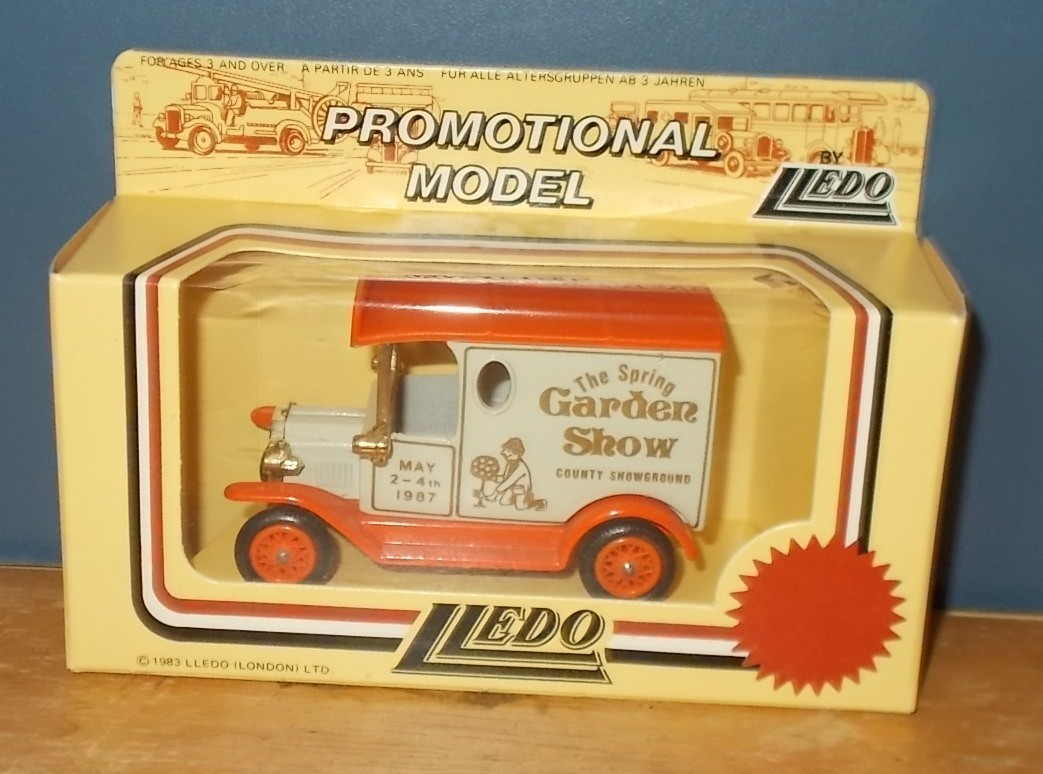 FOR AGES 3 AND OVER   A PARTIR DE 3 ANS   FÜR ALLE ALTERSGRUPPEN AB 3 JAHREN
PROMOTIONAL
MODEL
BY
LLEDO
The Spring
Garden
Show
COUNTY SHOWGROUND
MAY
2-4th
1987
LLEDO
© 1983 LLEDO (LONDON) LTD.